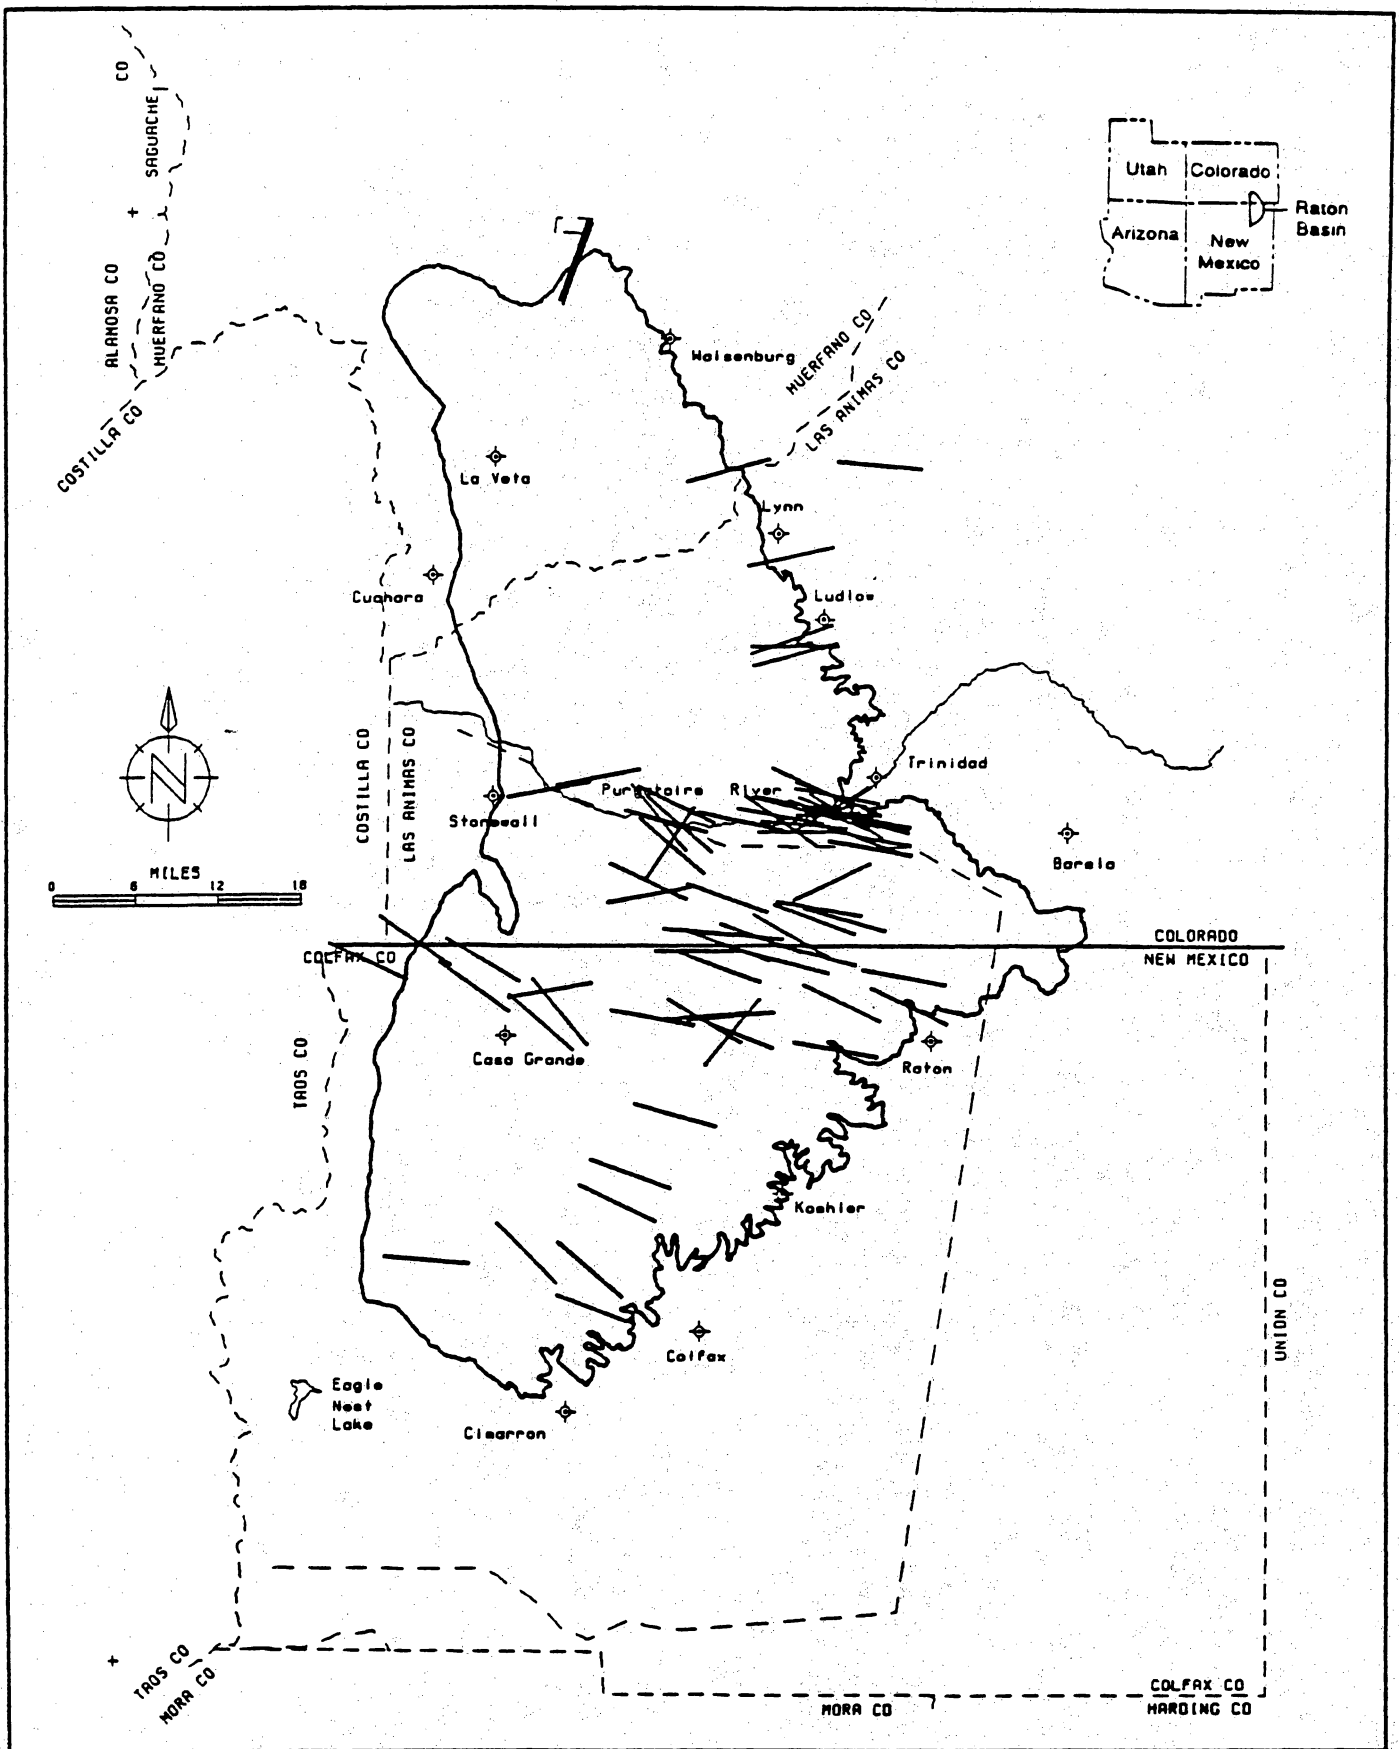 CO
SAGUACHE
Utah
Colorado
Raton
Basin
Arizona
New
Mexico
ALAMOSA CO
HUERFANO CO
HUERFANO CO
LAS ANIMAS CO
Walsenburg
COSTILLA CO
La Veta
Lynn
Cuchara
Ludlow
N
COSTILLA CO
LAS ANIMAS CO
Trinidad
Purgatoire River
Stonewall
Barela
MILES
0 6 12 18
COLORADO
NEW MEXICO
COLFAX CO
TAOS CO
Casa Grande
Raton
Koehler
UNION CO
Colfax
Eagle
Nest
Lake
Cimarron
TAOS CO
MORA CO
COLFAX CO
MORA CO
HARDING CO